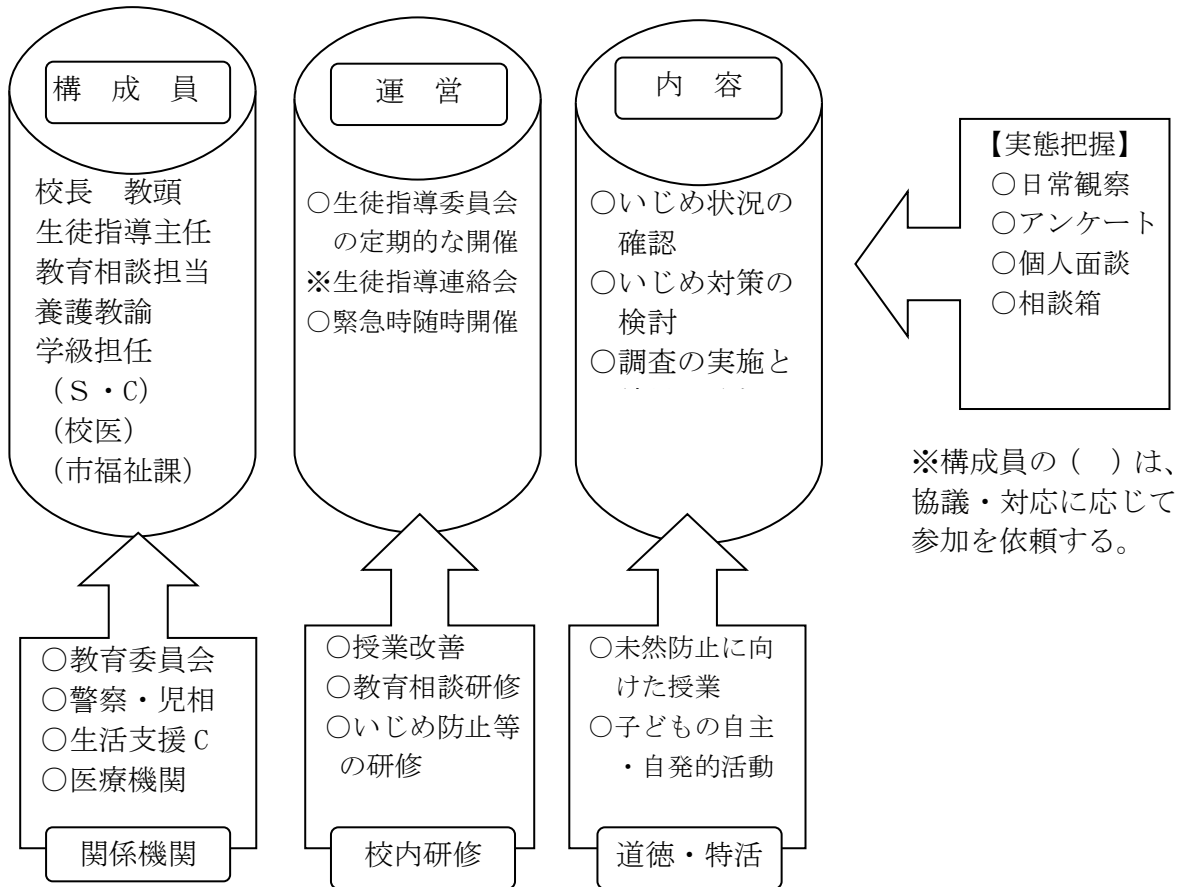 構　成　員
校長　教頭
生徒指導主任
教育相談担当
養護教諭
学級担任
（Ｓ・C）
（校医）
（市福祉課）
運　営
○生徒指導委員会
の定期的な開催
※生徒指導連絡会
○緊急時随時開催
内　容
○いじめ状況の
確認
○いじめ対策の
検討
○調査の実施と
【実態把握】
○日常観察
○アンケート
○個人面談
○相談箱
※構成員の（　）は、
協議・対応に応じて
参加を依頼する。
○教育委員会
○警察・児相
○生活支援C
○医療機関
関係機関
○授業改善
○教育相談研修
○いじめ防止等
の研修
校内研修
○未然防止に向
けた授業
○子どもの自主
・自発的活動
道徳・特活